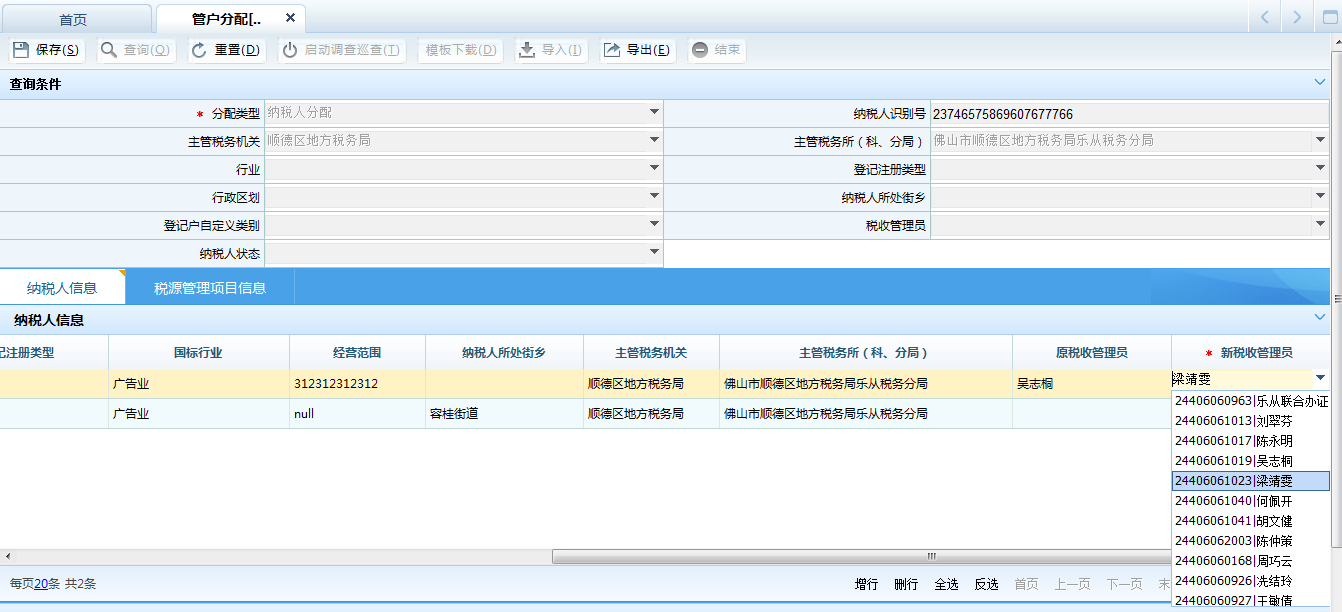 首页 管户分配[..
保存(S) 查询(Q) 重置(D) 启动调查巡查(T) 模板下载(D) 导入(I) 导出(E) 结束
查询条件
* 分配类型 纳税人分配 纳税人识别号 23746575869607677766
主管税务机关 顺德区地方税务局 主管税务所（科、分局） 佛山市顺德区地方税务局乐从税务分局
行业 登记注册类型
行政区划 纳税人所处街乡
登记户自定义类别 税收管理员
纳税人状态
纳税人信息 税源管理项目信息
纳税人信息
记注册类型 国标行业 经营范围 纳税人所处街乡 主管税务机关 主管税务所（科、分局） 原税收管理员 * 新税收管理员
广告业 312312312312 顺德区地方税务局 佛山市顺德区地方税务局乐从税务分局 吴志桐 梁靖雯
广告业 null 容桂街道 顺德区地方税务局 佛山市顺德区地方税务局乐从税务分局
24406060963|乐从联合办证
24406061013|刘翠芬
24406061017|陈永明
24406061019|吴志桐
24406061023|梁靖雯
24406061040|何佩开
24406061041|胡文健
24406062003|陈仲策
24406060168|周巧云
24406060926|冼结玲
24406060927|王敏倩
每页20条 共2条 增行 删行 全选 反选 首页 上一页 下一页 末